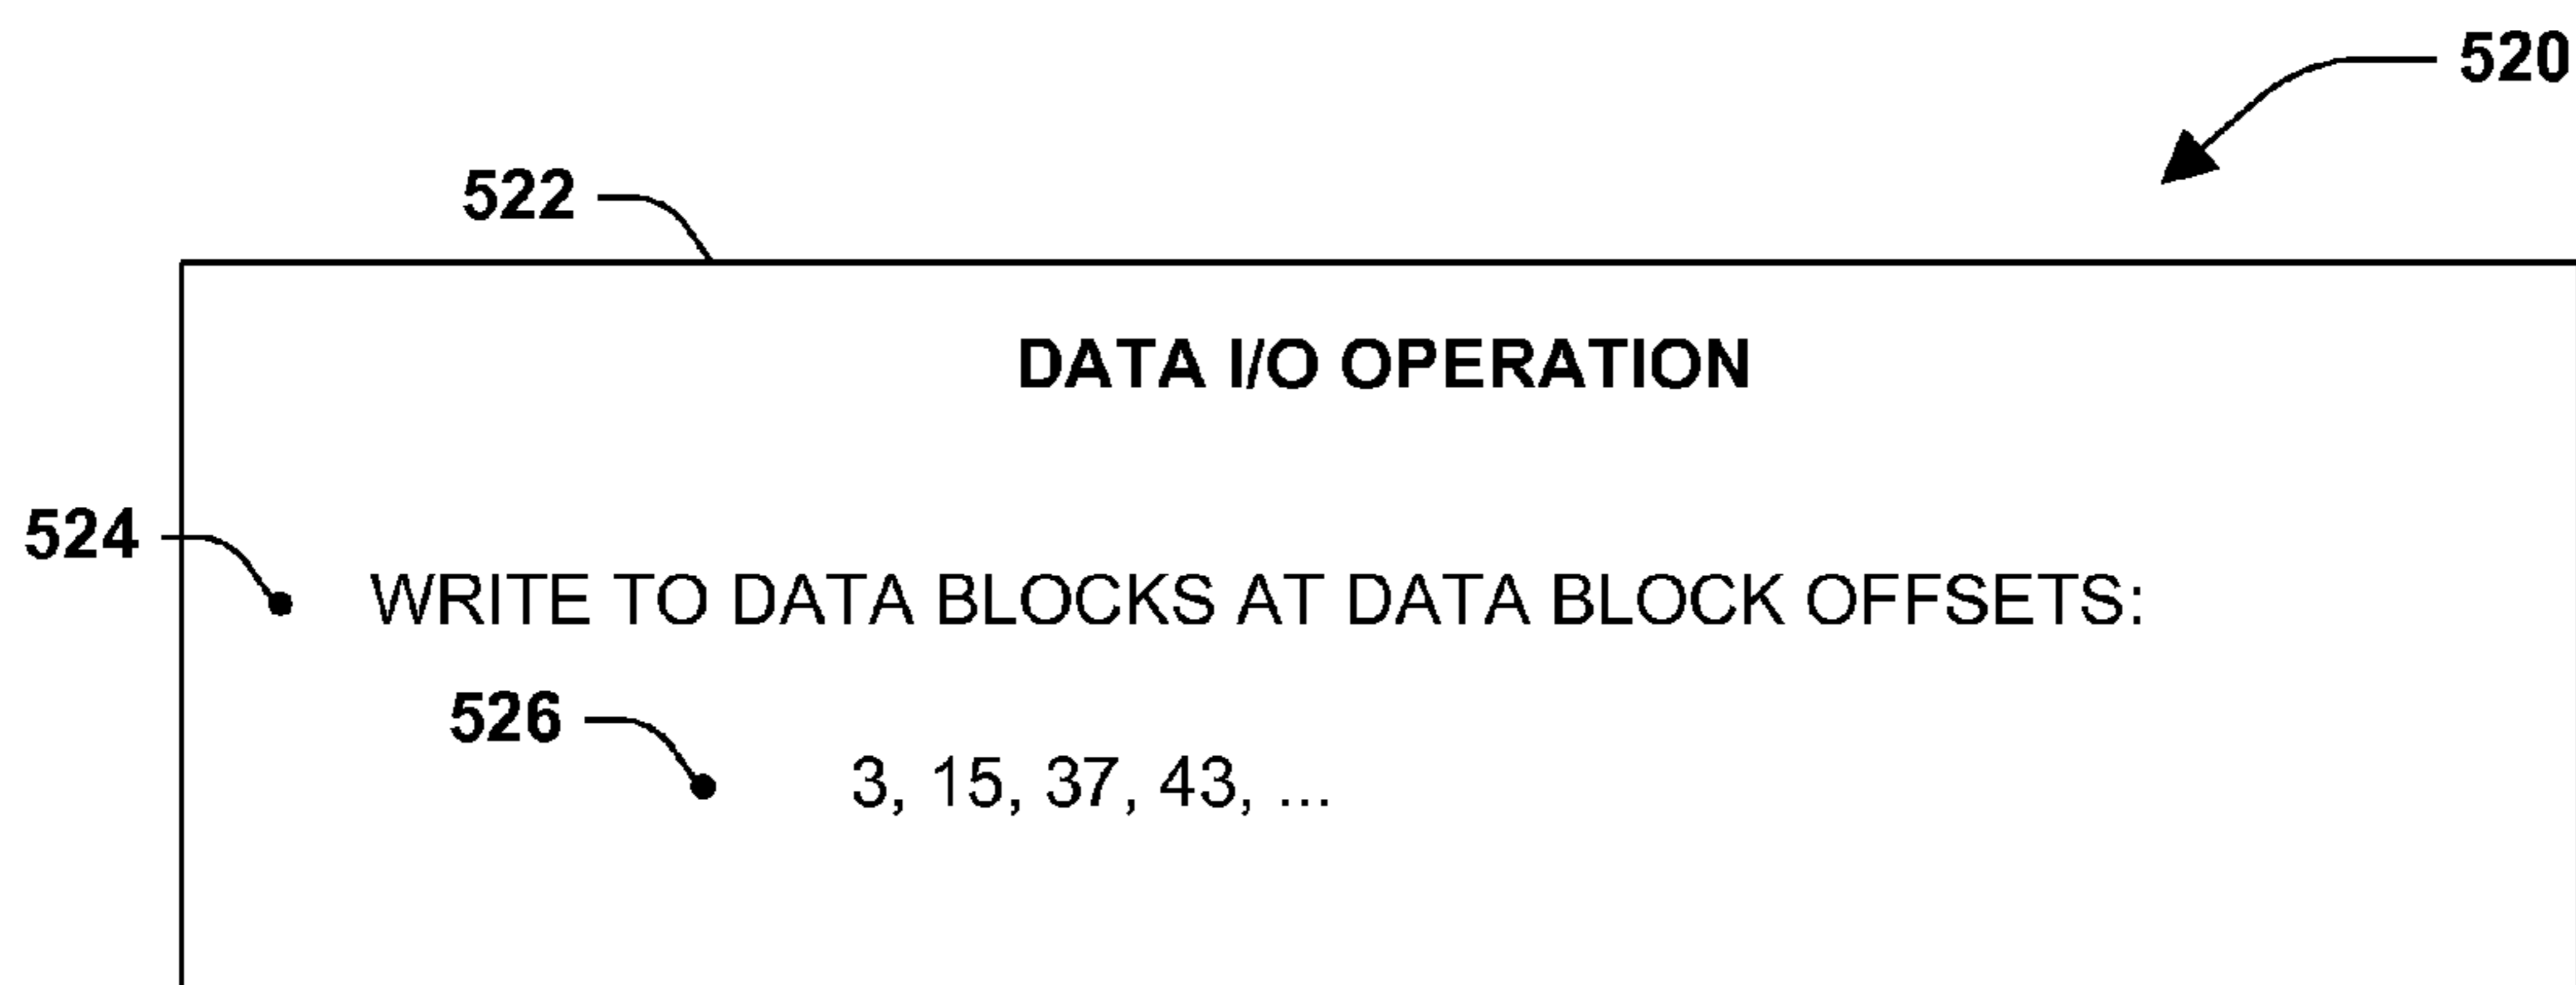 520
522
DATA I/O OPERATION
524
WRITE TO DATA BLOCKS AT DATA BLOCK OFFSETS:
526
3, 15, 37, 43, ...